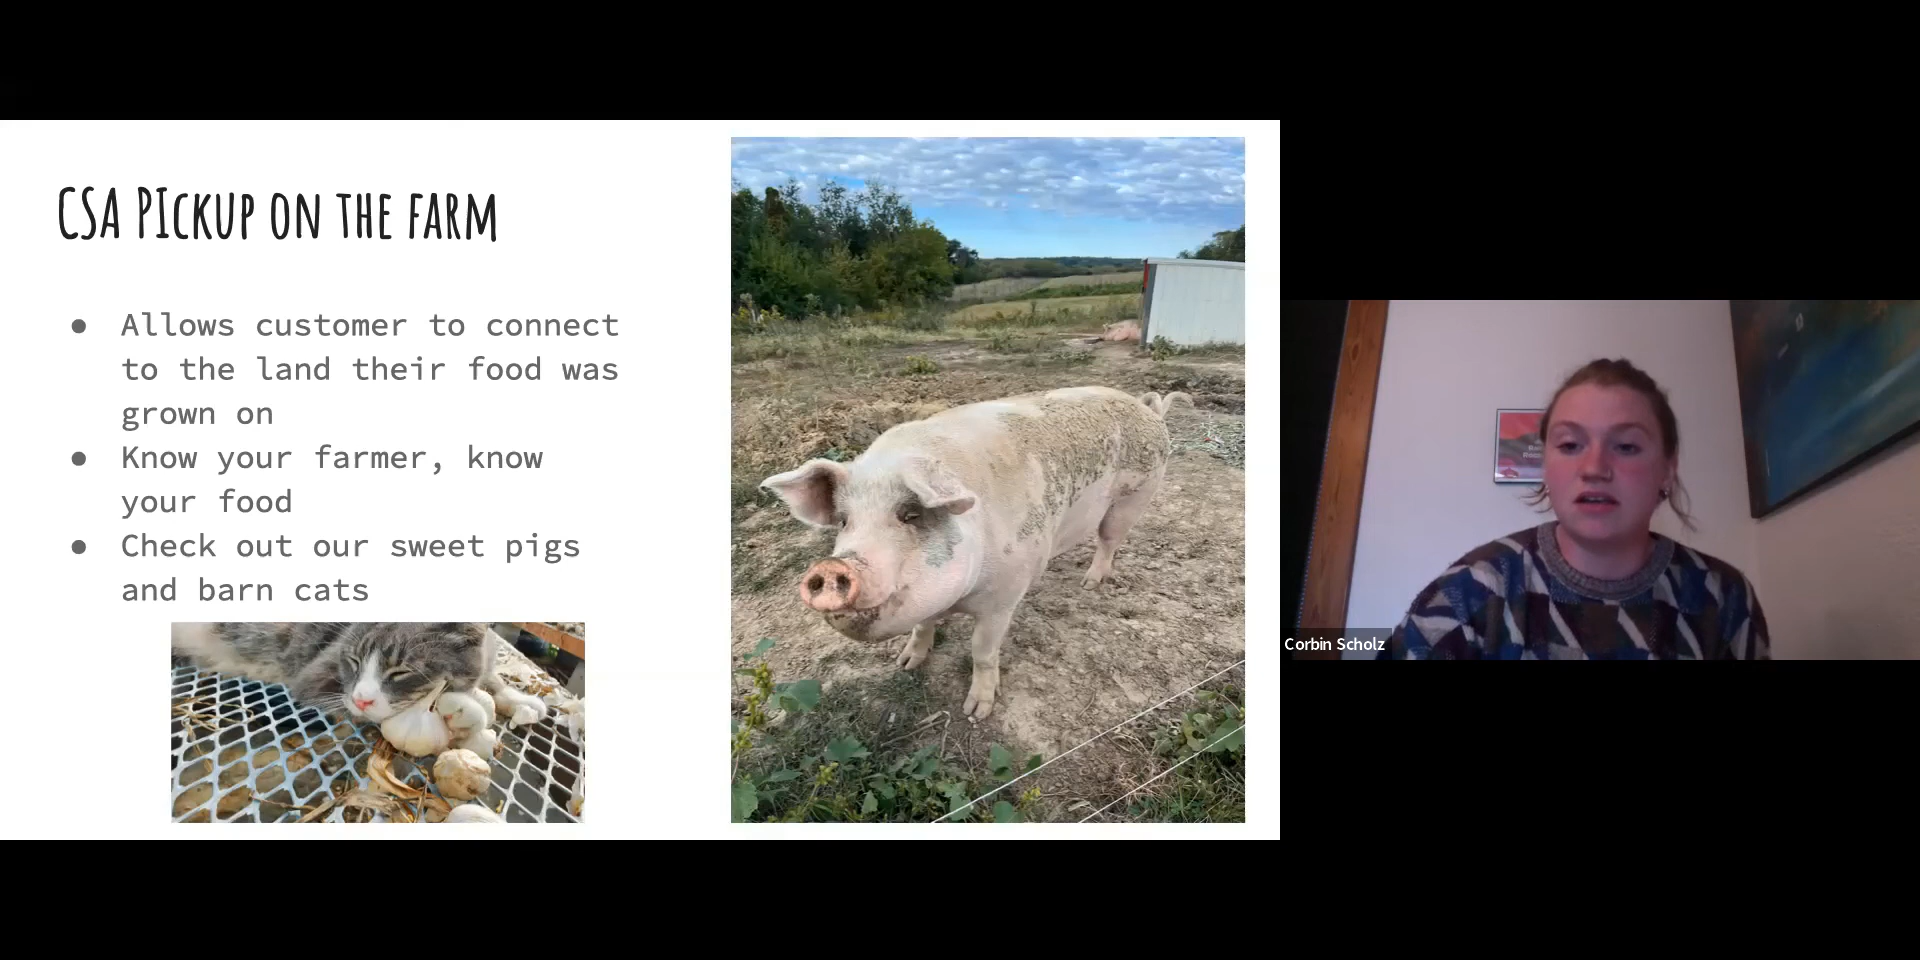 CSA PIckup on the farm
● Allows customer to connect
to the land their food was
grown on
● Know your farmer, know
your food
● Check out our sweet pigs
and barn cats
Corbin Scholz